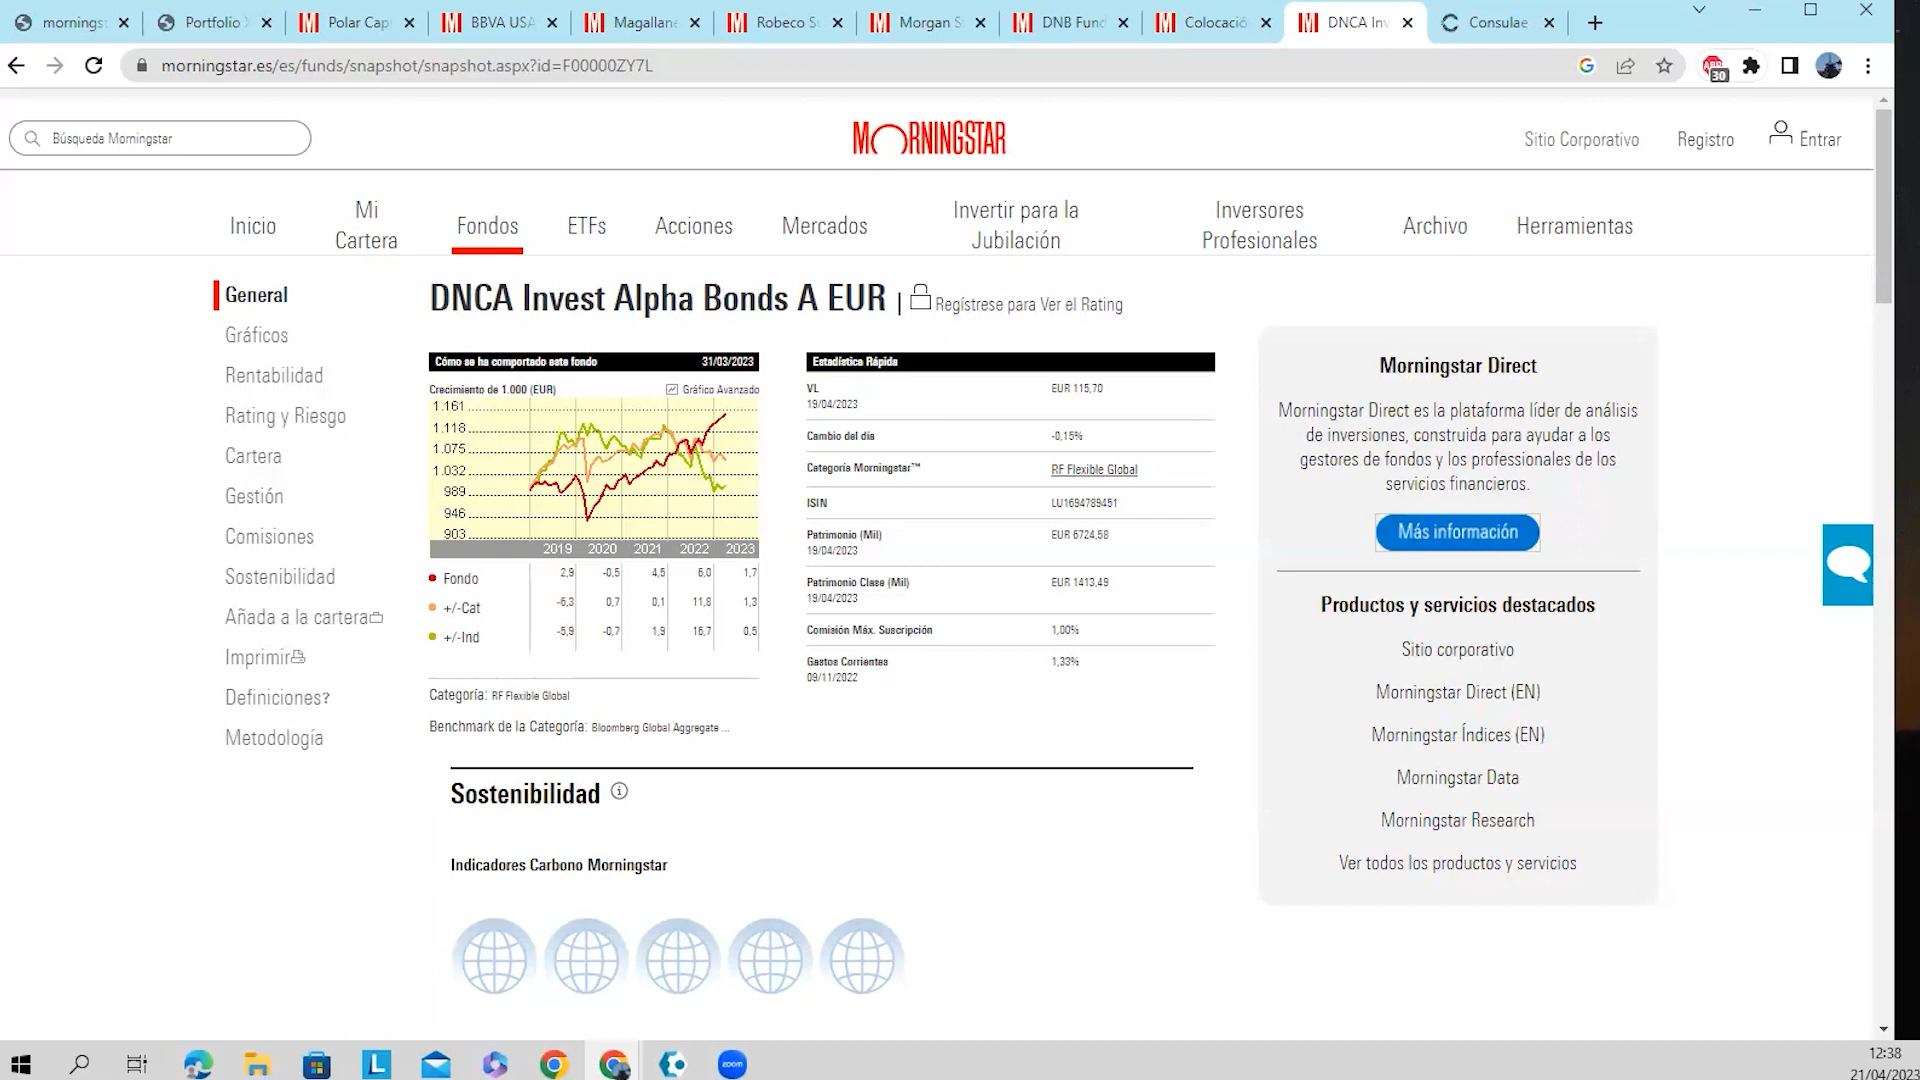 morningst
Portfolio
Polar Cap
BBVA USA
Magallane
Robeco S
Morgan S
DNB Fund
Colocació
DNCA Inv
Consulae
morningstar.es/es/funds/snapshot/snapshot.aspx?id=F00000ZY7L
30
Búsqueda Morningstar
MORNINGSTAR
Sitio Corporativo
Registro
Entrar
Inicio
Mi
Cartera
Fondos
ETFs
Acciones
Mercados
Invertir para la
Jubilación
Inversores
Profesionales
Archivo
Herramientas
General
Gráficos
Rentabilidad
Rating y Riesgo
Cartera
Gestión
Comisiones
Sostenibilidad
Añada a la cartera
Imprimir
Definiciones?
Metodología
DNCA Invest Alpha Bonds A EUR | Regístrese para Ver el Rating
Cómo se ha comportado este fondo 31/03/2023
Crecimiento de 1.000 (EUR) Gráfico Avanzado
1.161
1.118
1.075
1.032
989
946
903
2019 2020 2021 2022 2023
Fondo 2,9 -0,5 4,5 6,0 1,7
+/-Cat -6,3 0,7 0,1 11,8 1,3
+/-Ind -5,9 -0,7 1,9 16,7 0,5
Categoría: RF Flexible Global
Benchmark de la Categoría: Bloomberg Global Aggregate ...
Estadística Rápida
VL EUR 115,70
19/04/2023
Cambio del día -0,15%
Categoría Morningstar™ RF Flexible Global
ISIN LU1694789451
Patrimonio (Mil) EUR 6724,58
19/04/2023
Patrimonio Clase (Mil) EUR 1413,49
19/04/2023
Comisión Máx. Suscripción 1,00%
Gastos Corrientes 1,33%
09/11/2022
Morningstar Direct
Morningstar Direct es la plataforma líder de análisis
de inversiones, construida para ayudar a los
gestores de fondos y los professionales de los
servicios financieros.
Más información
Productos y servicios destacados
Sitio corporativo
Morningstar Direct (EN)
Morningstar Índices (EN)
Morningstar Data
Morningstar Research
Ver todos los productos y servicios
Sostenibilidad
Indicadores Carbono Morningstar
L
zoom
12:38
21/04/2023